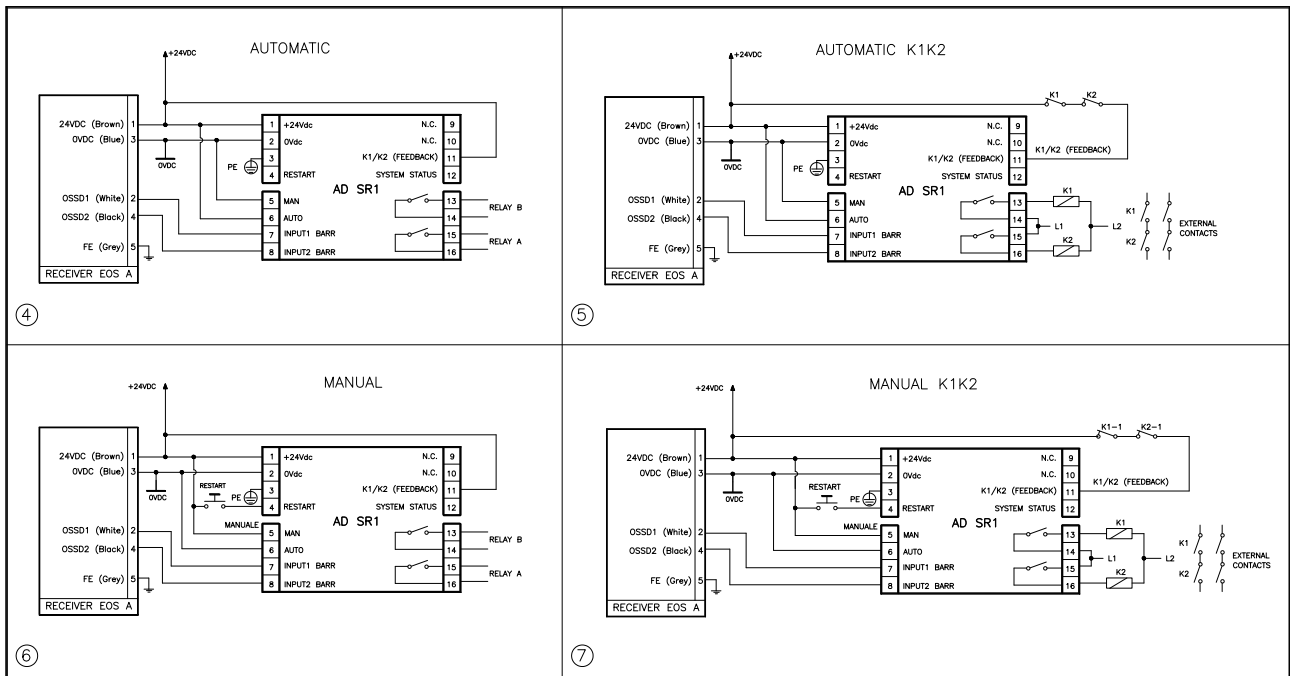 AUTOMATIC
+24VDC
24VDC (Brown) 1
0VDC (Blue) 3
OSSD1 (White) 2
OSSD2 (Black) 4
FE (Grey) 5
RECEIVER EOS A
0VDC
PE
1 +24Vdc
2 0Vdc
3
4 RESTART
5 MAN
6 AUTO
7 INPUT1 BARR
8 INPUT2 BARR
AD SR1
N.C. 9
N.C. 10
K1/K2 (FEEDBACK) 11
SYSTEM STATUS 12
13
14
15
16
RELAY B
RELAY A
4
AUTOMATIC K1K2
+24VDC
K1 K2
24VDC (Brown) 1
0VDC (Blue) 3
OSSD1 (White) 2
OSSD2 (Black) 4
FE (Grey) 5
RECEIVER EOS A
0VDC
PE
1 +24Vdc
2 0Vdc
3
4 RESTART
5 MAN
6 AUTO
7 INPUT1 BARR
8 INPUT2 BARR
AD SR1
N.C. 9
N.C. 10
K1/K2 (FEEDBACK) 11
SYSTEM STATUS 12
13
14
15
16
K1/K2 (FEEDBACK)
K1
L1
L2
K2
K1
K2
EXTERNAL
CONTACTS
5
MANUAL
+24VDC
24VDC (Brown) 1
0VDC (Blue) 3
OSSD1 (White) 2
OSSD2 (Black) 4
FE (Grey) 5
RECEIVER EOS A
0VDC
RESTART
PE
MANUALE
1 +24Vdc
2 0Vdc
3
4 RESTART
5 MAN
6 AUTO
7 INPUT1 BARR
8 INPUT2 BARR
AD SR1
N.C. 9
N.C. 10
K1/K2 (FEEDBACK) 11
SYSTEM STATUS 12
13
14
15
16
RELAY B
RELAY A
6
MANUAL K1K2
+24VDC
K1-1 K2-1
24VDC (Brown) 1
0VDC (Blue) 3
OSSD1 (White) 2
OSSD2 (Black) 4
FE (Grey) 5
RECEIVER EOS A
0VDC
RESTART
PE
MANUALE
1 +24Vdc
2 0Vdc
3
4 RESTART
5 MAN
6 AUTO
7 INPUT1 BARR
8 INPUT2 BARR
AD SR1
N.C. 9
N.C. 10
K1/K2 (FEEDBACK) 11
SYSTEM STATUS 12
13
14
15
16
K1/K2 (FEEDBACK)
K1
L1
L2
K2
K1
K2
EXTERNAL
CONTACTS
7